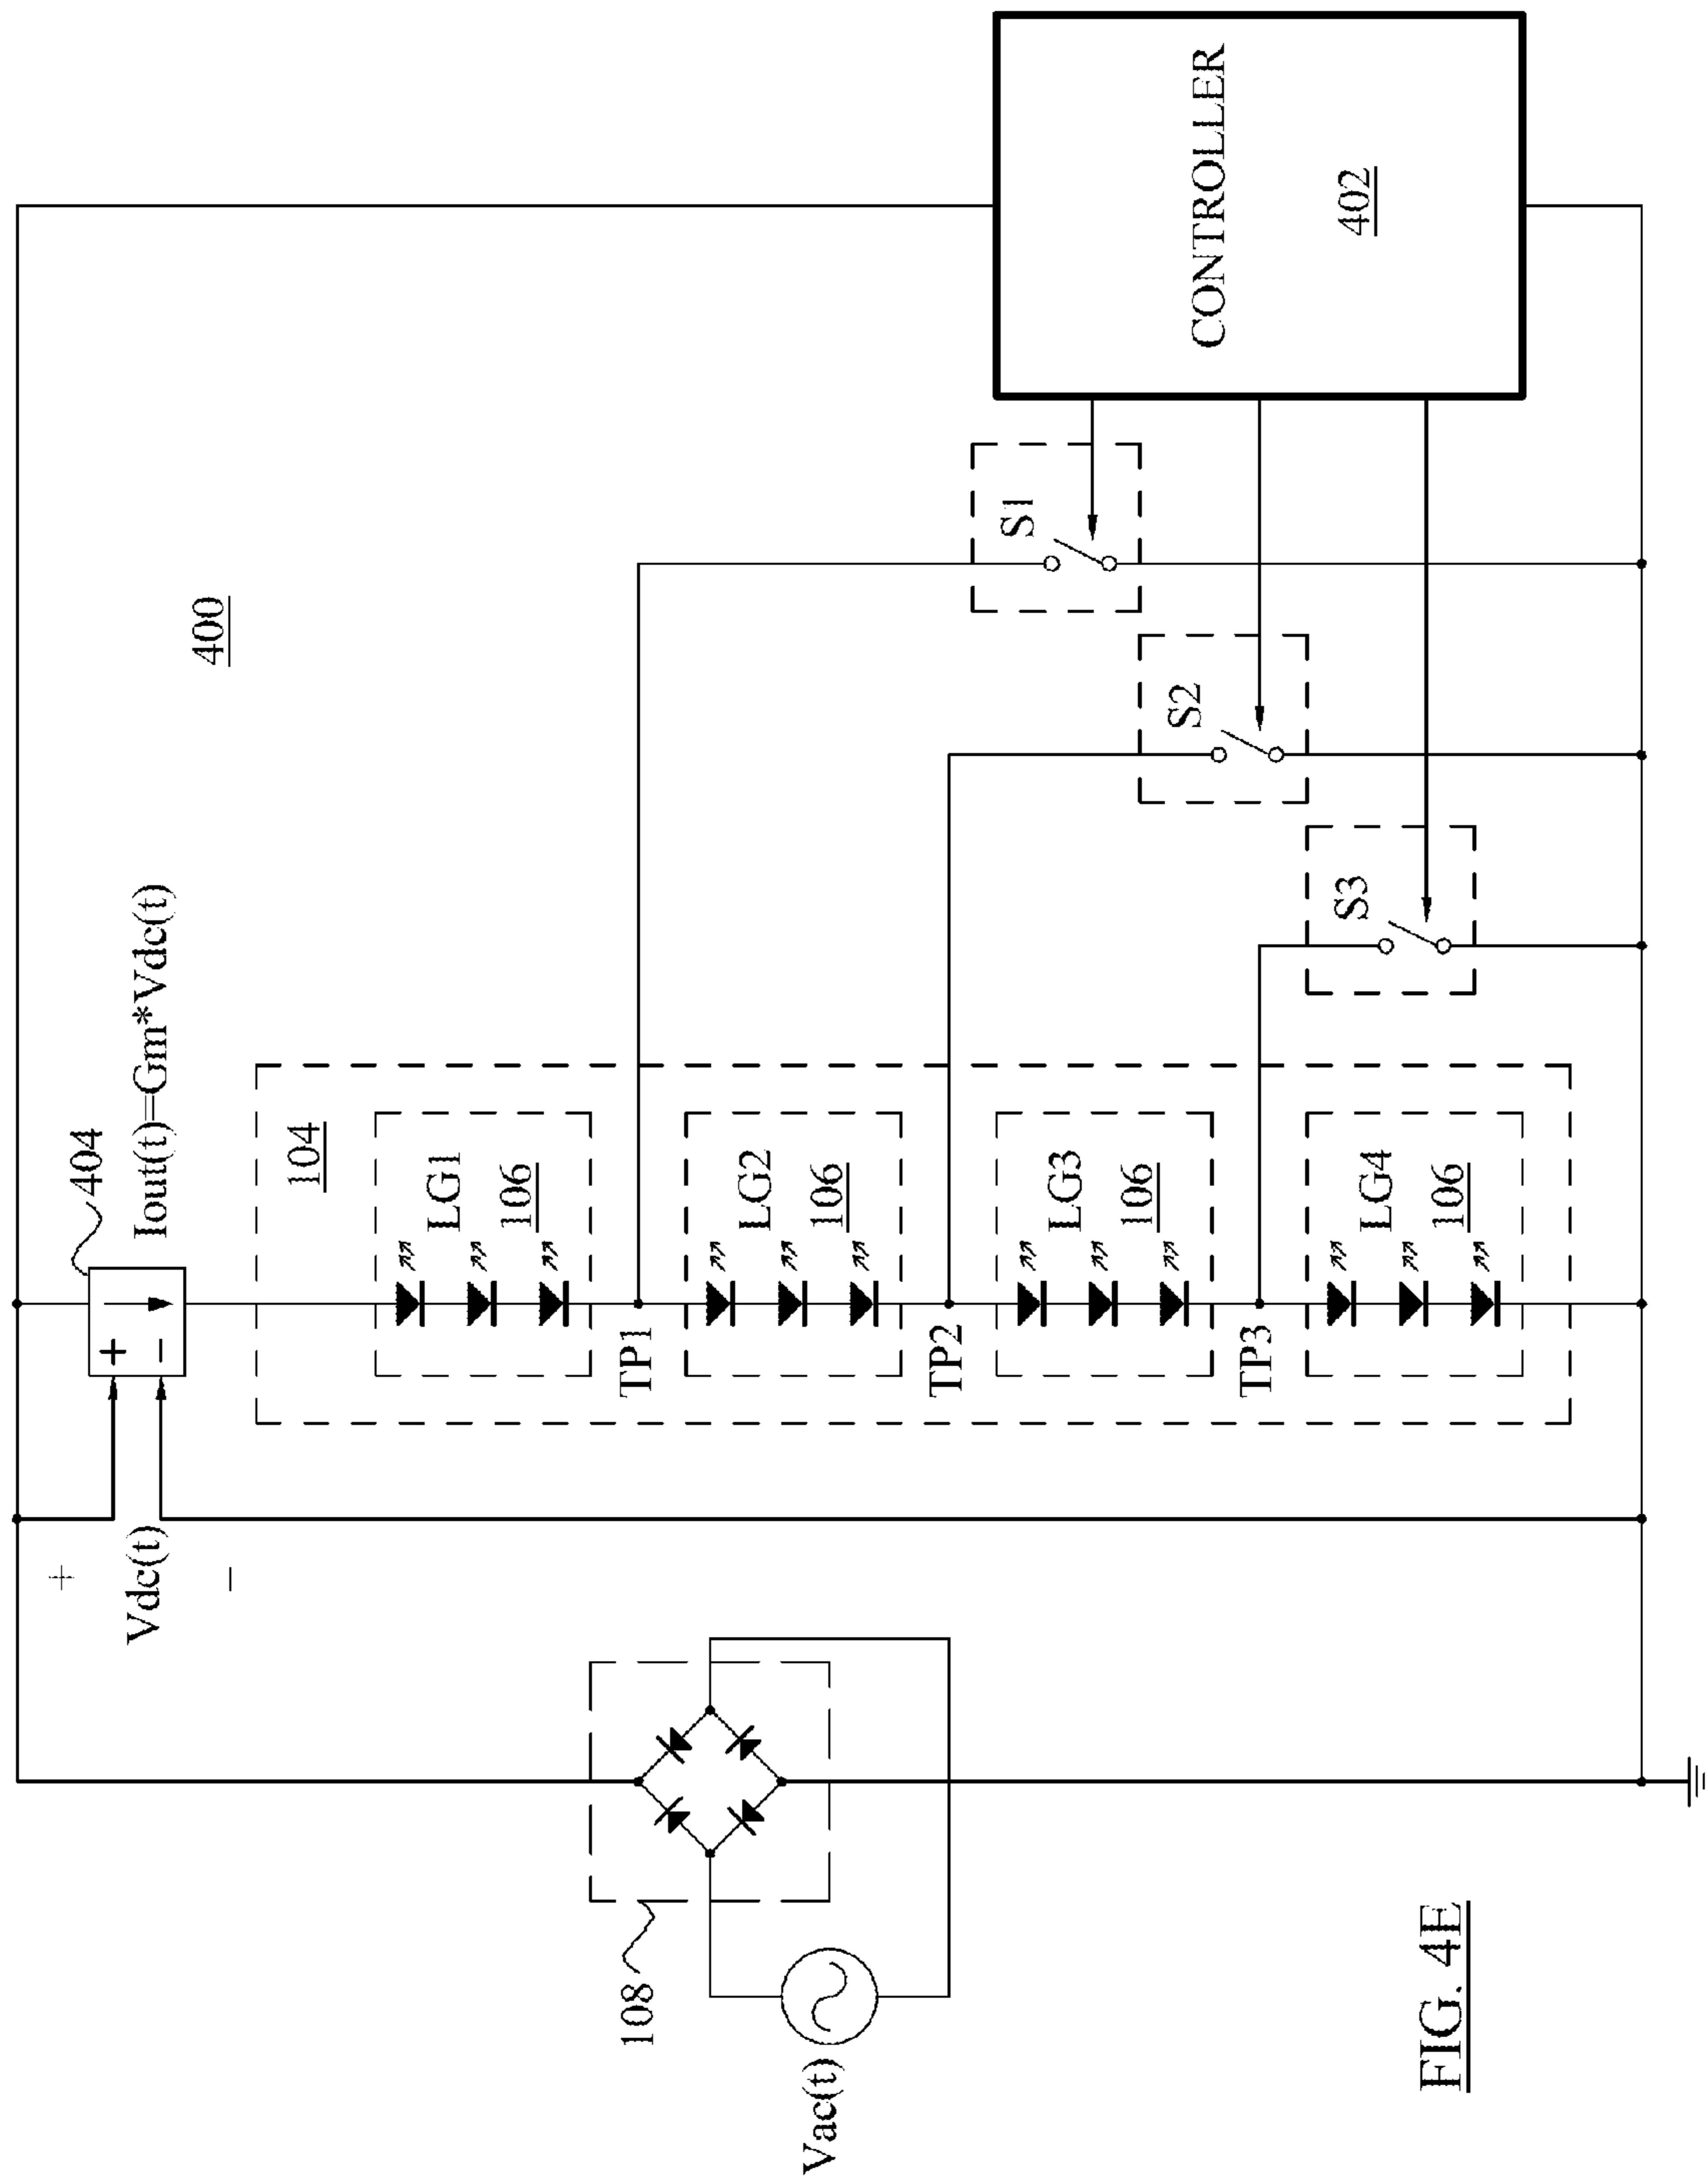 404
Iout(t)=Gm*Vdc(t)
400
+
Vdc(t)
−
+
−
104
LG1
106
TP1
LG2
106
TP2
LG3
106
TP3
LG4
106
S1
S2
S3
CONTROLLER
402
108
Vac(t)
FIG. 4E